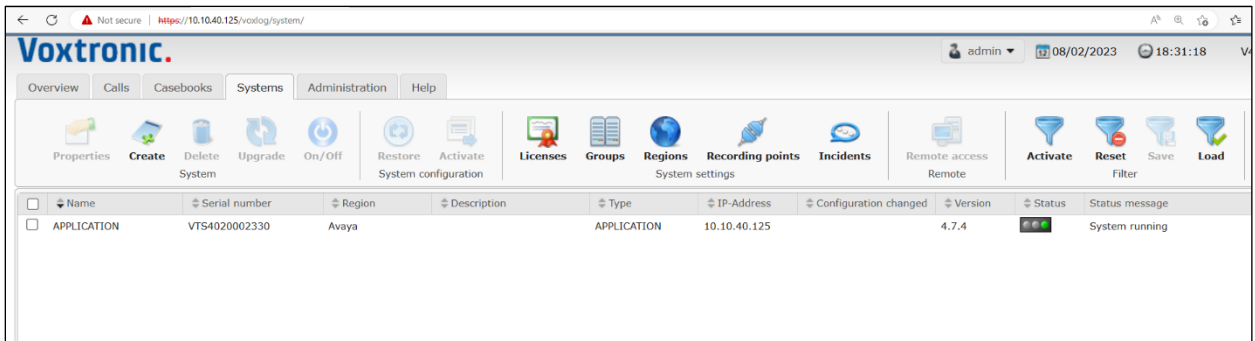 Not secure | https://10.10.40.125/voxlog/system/
Voxtronic.
admin 08/02/2023 18:31:18 V4
Overview Calls Casebooks Systems Administration Help
Properties Create Delete Upgrade On/Off Restore Activate Licenses Groups Regions Recording points Incidents Remote access Activate Reset Save Load
System System configuration System settings Remote Filter
Name Serial number Region Description Type IP-Address Configuration changed Version Status Status message
APPLICATION VTS4020002330 Avaya APPLICATION 10.10.40.125 4.7.4 System running